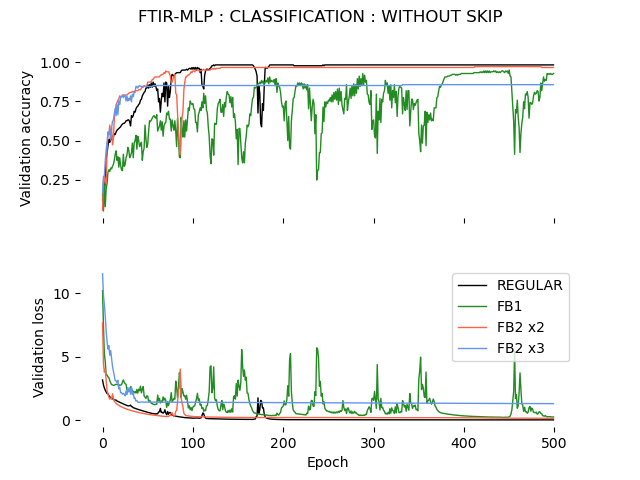 FTIR-MLP : CLASSIFICATION : WITHOUT SKIP
Validation accuracy
1.00
0.75
0.50
0.25
Validation loss
10
5
0
REGULAR
FB1
FB2 x2
FB2 x3
0 100 200 300 400 500
Epoch